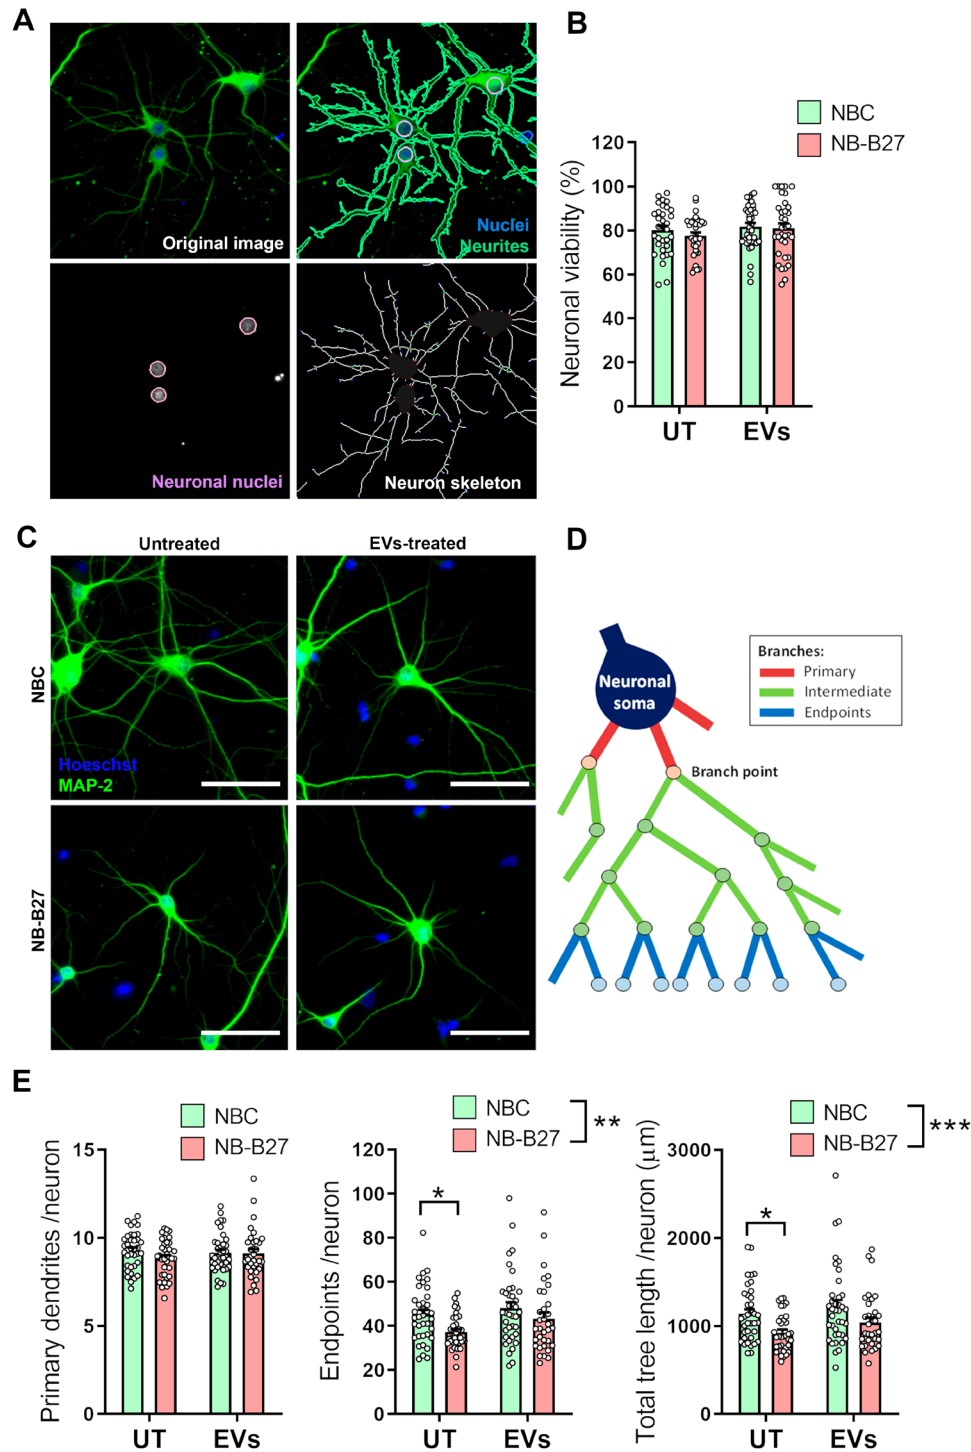 A
Original image
Nuclei
Neurites
Neuronal nuclei
Neuron skeleton
B
NBC
NB-B27
Neuronal viability (%)
120
100
80
60
40
20
0
UT
EVs
C
Untreated
EVs-treated
NBC
Hoeschst
MAP-2
NB-B27
D
Neuronal
soma
Branches:
Primary
Intermediate
Endpoints
Branch point
E
NBC
NB-B27
Primary dendrites /neuron
15
10
5
0
UT
EVs
NBC
NB-B27
**
Endpoints /neuron
120
100
80
60
40
20
0
*
UT
EVs
NBC
NB-B27
***
Total tree length /neuron (μm)
3000
2000
1000
0
*
UT
EVs